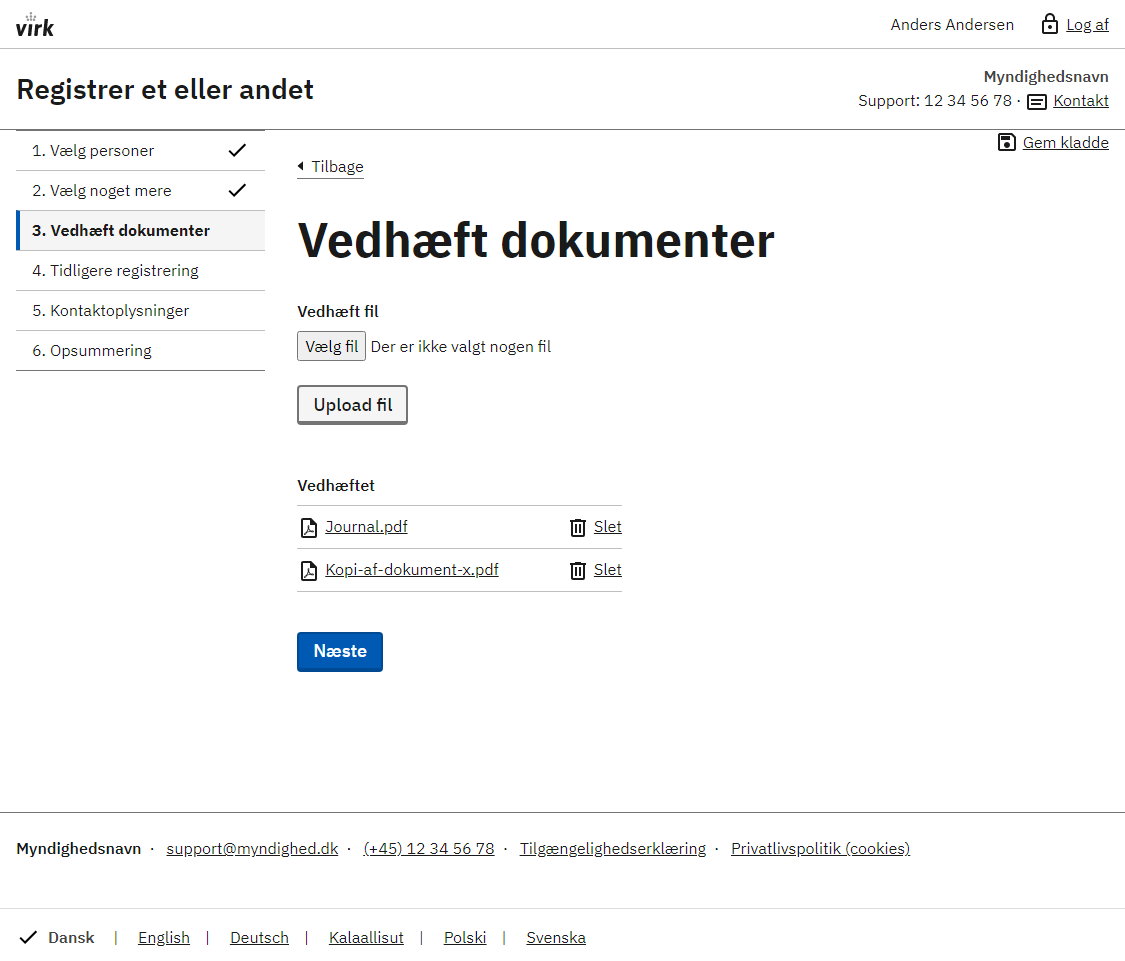 virk
Anders Andersen Log af
Registrer et eller andet
Myndighedsnavn
Support: 12 34 56 78 · Kontakt
Gem kladde
1. Vælg personer
2. Vælg noget mere
3. Vedhæft dokumenter
4. Tidligere registrering
5. Kontaktoplysninger
6. Opsummering
Tilbage
Vedhæft dokumenter
Vedhæft fil
Vælg fil Der er ikke valgt nogen fil
Upload fil
Vedhæftet
Journal.pdf Slet
Kopi-af-dokument-x.pdf Slet
Næste
Myndighedsnavn · support@myndighed.dk · (+45) 12 34 56 78 · Tilgængelighedserklæring · Privatlivspolitik (cookies)
Dansk | English | Deutsch | Kalaallisut | Polski | Svenska